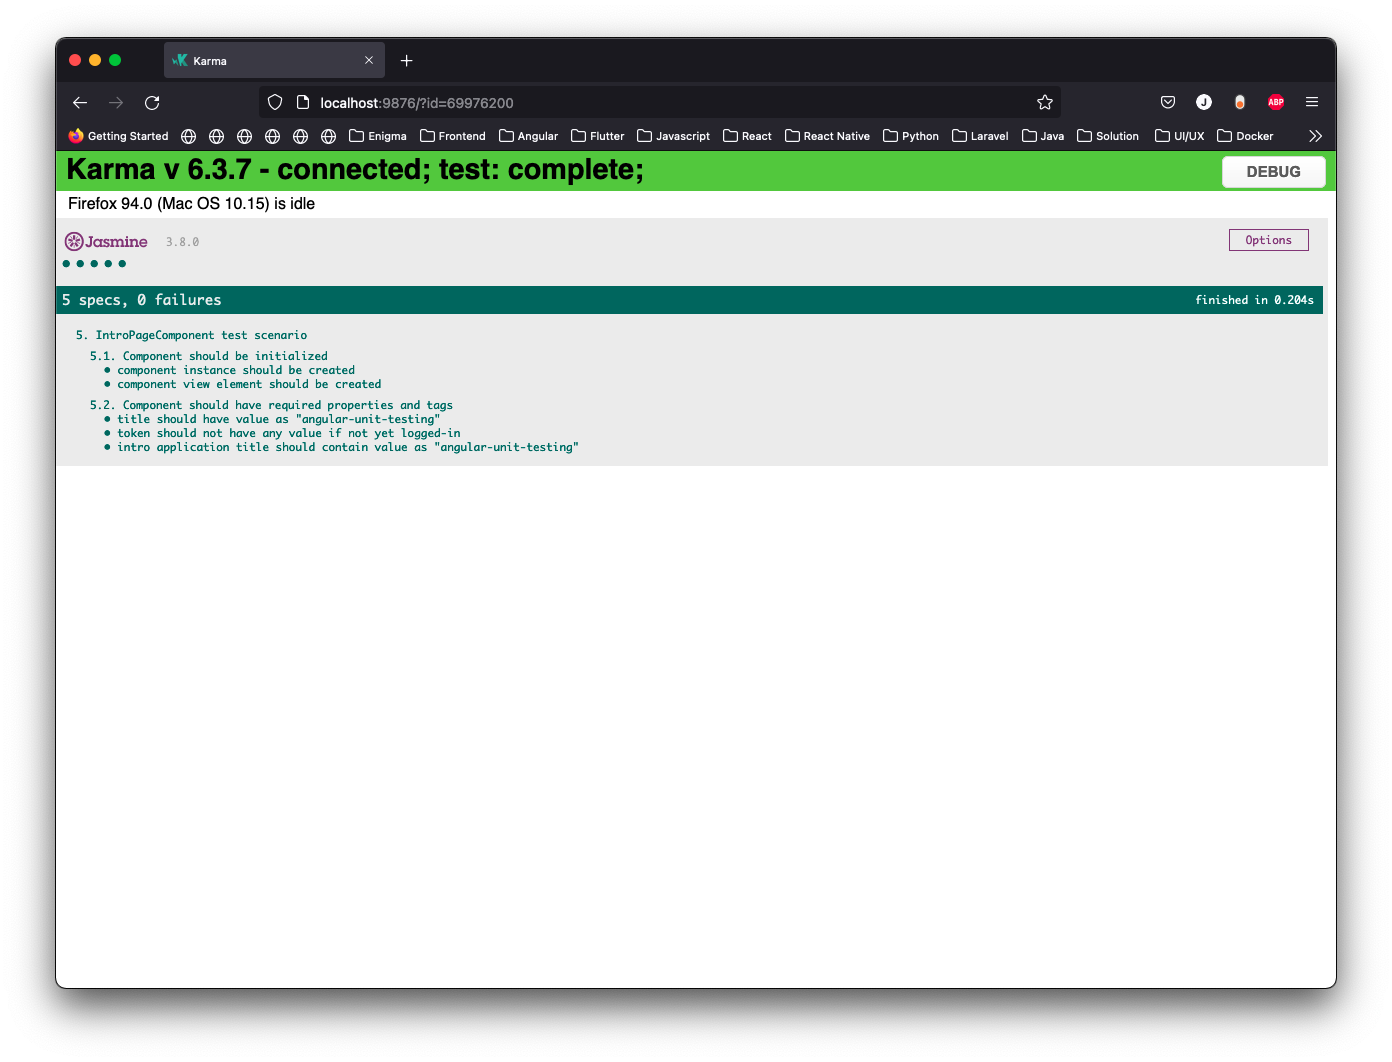 Karma
localhost:9876/?id=69976200
J
ABP
Getting Started Enigma Frontend Angular Flutter Javascript React React Native Python Laravel Java Solution UI/UX Docker
Karma v 6.3.7 - connected; test: complete;
DEBUG
Firefox 94.0 (Mac OS 10.15) is idle
Jasmine 3.8.0
Options
5 specs, 0 failures
finished in 0.204s
5. IntroPageComponent test scenario
5.1. Component should be initialized
• component instance should be created
• component view element should be created
5.2. Component should have required properties and tags
• title should have value as "angular-unit-testing"
• token should not have any value if not yet logged-in
• intro application title should contain value as "angular-unit-testing"